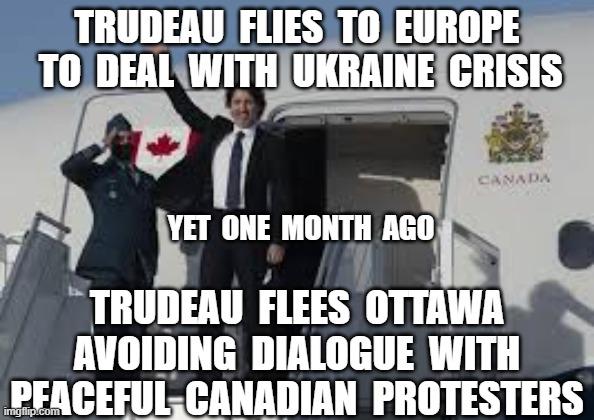 TRUDEAU FLIES TO EUROPE
TO DEAL WITH UKRAINE CRISIS
CANADA
YET ONE MONTH AGO
TRUDEAU FLEES OTTAWA
AVOIDING DIALOGUE WITH
PEACEFUL CANADIAN PROTESTERS
imgflip.com